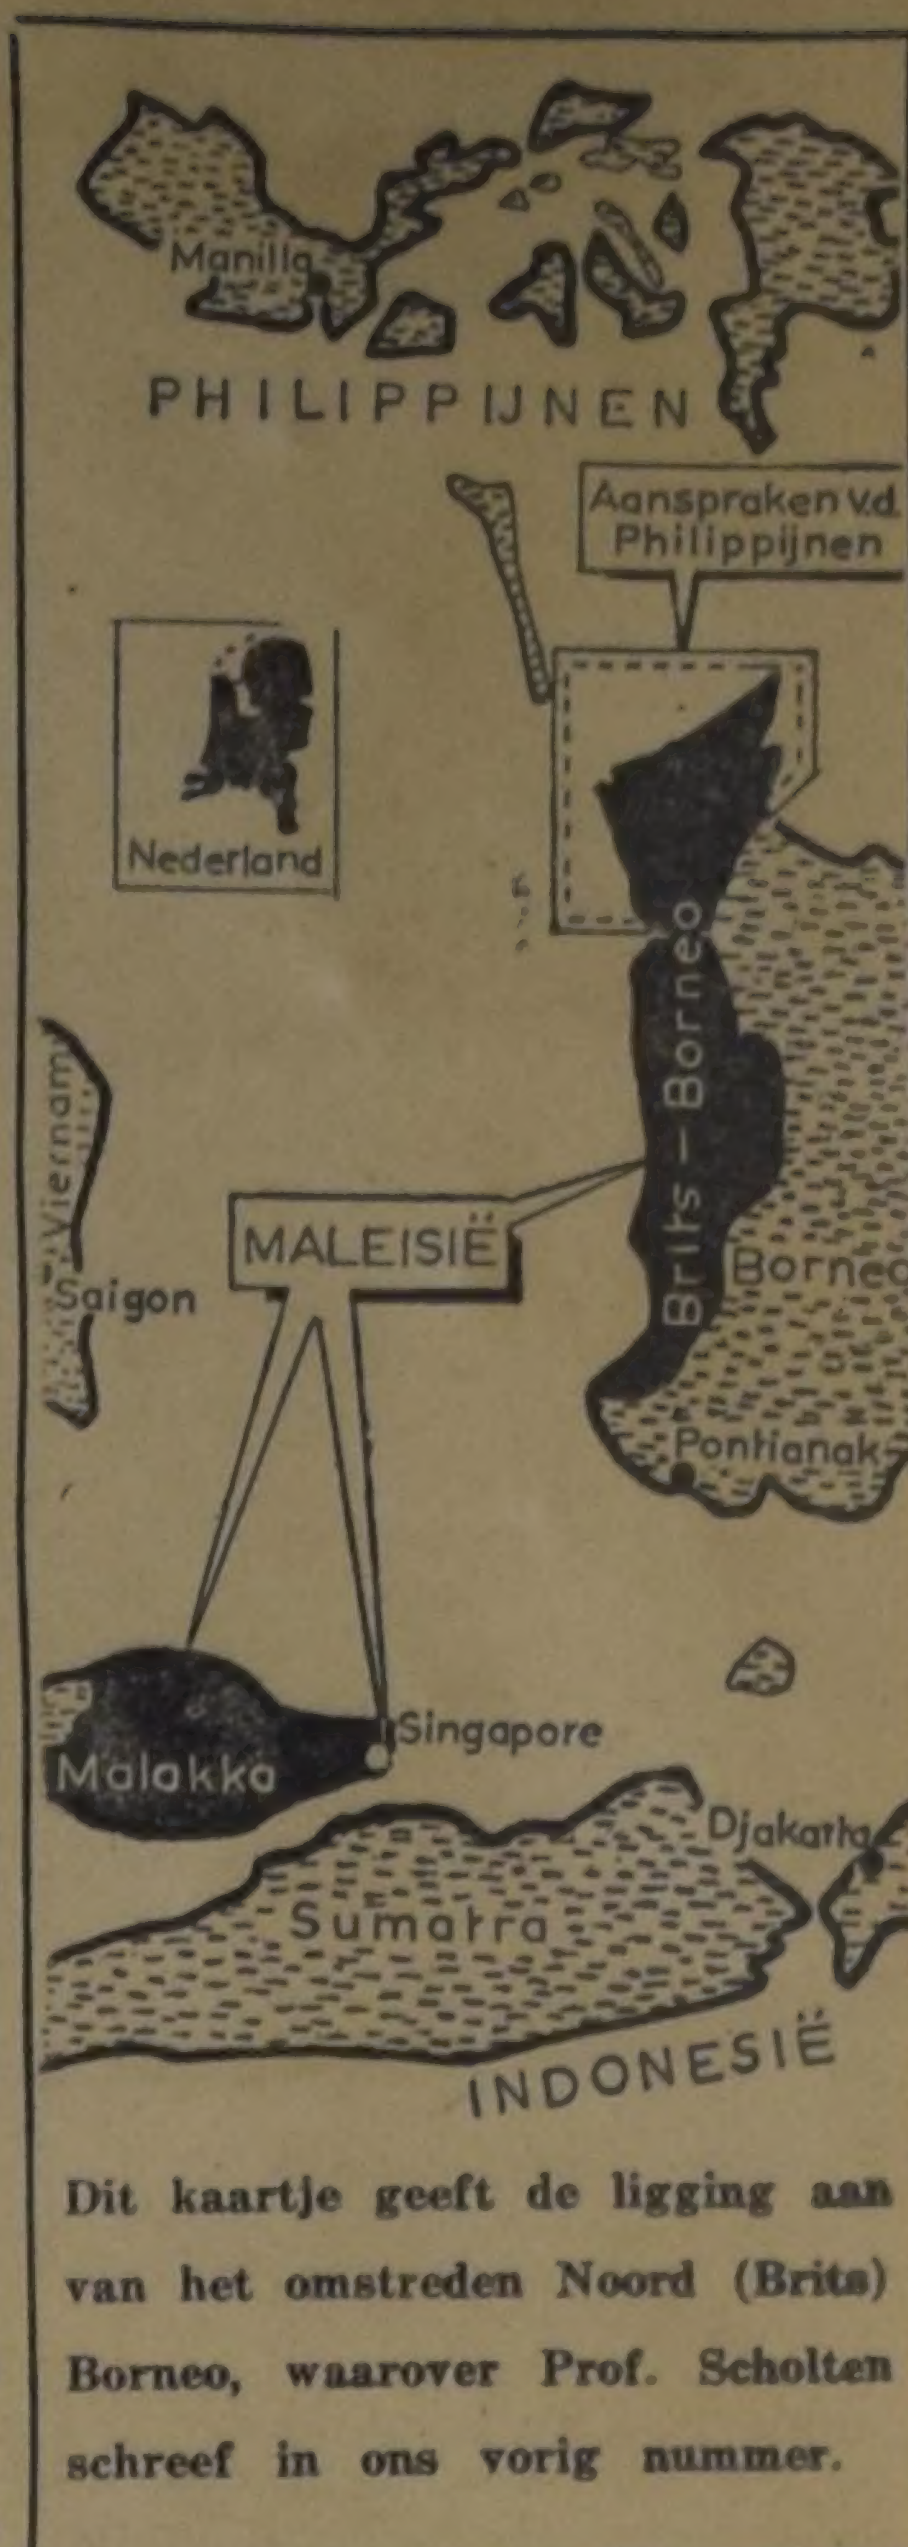 Manilla
PHILIPPIJNEN
Aanspraken v.d.
Philippijnen
Nederland
Brits-Borneo
Viernam
MALEISIË
Borneo
Saigon
Pontianak
Singapore
Malakka
Djakarta
Sumatra
INDONESIË
Dit kaartje geeft de ligging aan
van het omstreden Noord (Brits)
Borneo, waarover Prof. Scholten
schreef in ons vorig nummer.